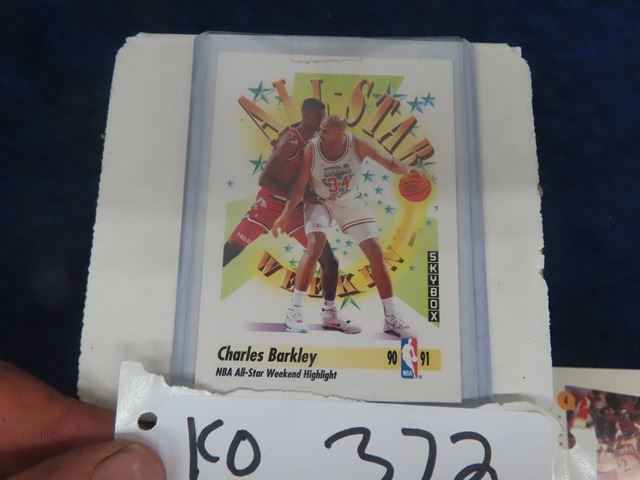 ALL-STAR
34
WEEKEND
SKYBOX
Charles Barkley 90 NBA 91
NBA All-Star Weekend Highlight
KO 372